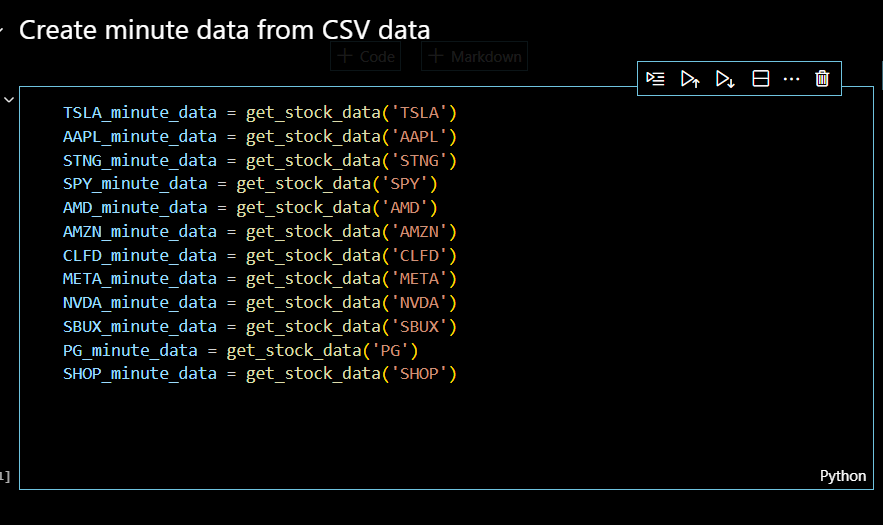 Create minute data from CSV data
+ Code + Markdown
TSLA_minute_data = get_stock_data('TSLA')
AAPL_minute_data = get_stock_data('AAPL')
STNG_minute_data = get_stock_data('STNG')
SPY_minute_data = get_stock_data('SPY')
AMD_minute_data = get_stock_data('AMD')
AMZN_minute_data = get_stock_data('AMZN')
CLFD_minute_data = get_stock_data('CLFD')
META_minute_data = get_stock_data('META')
NVDA_minute_data = get_stock_data('NVDA')
SBUX_minute_data = get_stock_data('SBUX')
PG_minute_data = get_stock_data('PG')
SHOP_minute_data = get_stock_data('SHOP')
Python